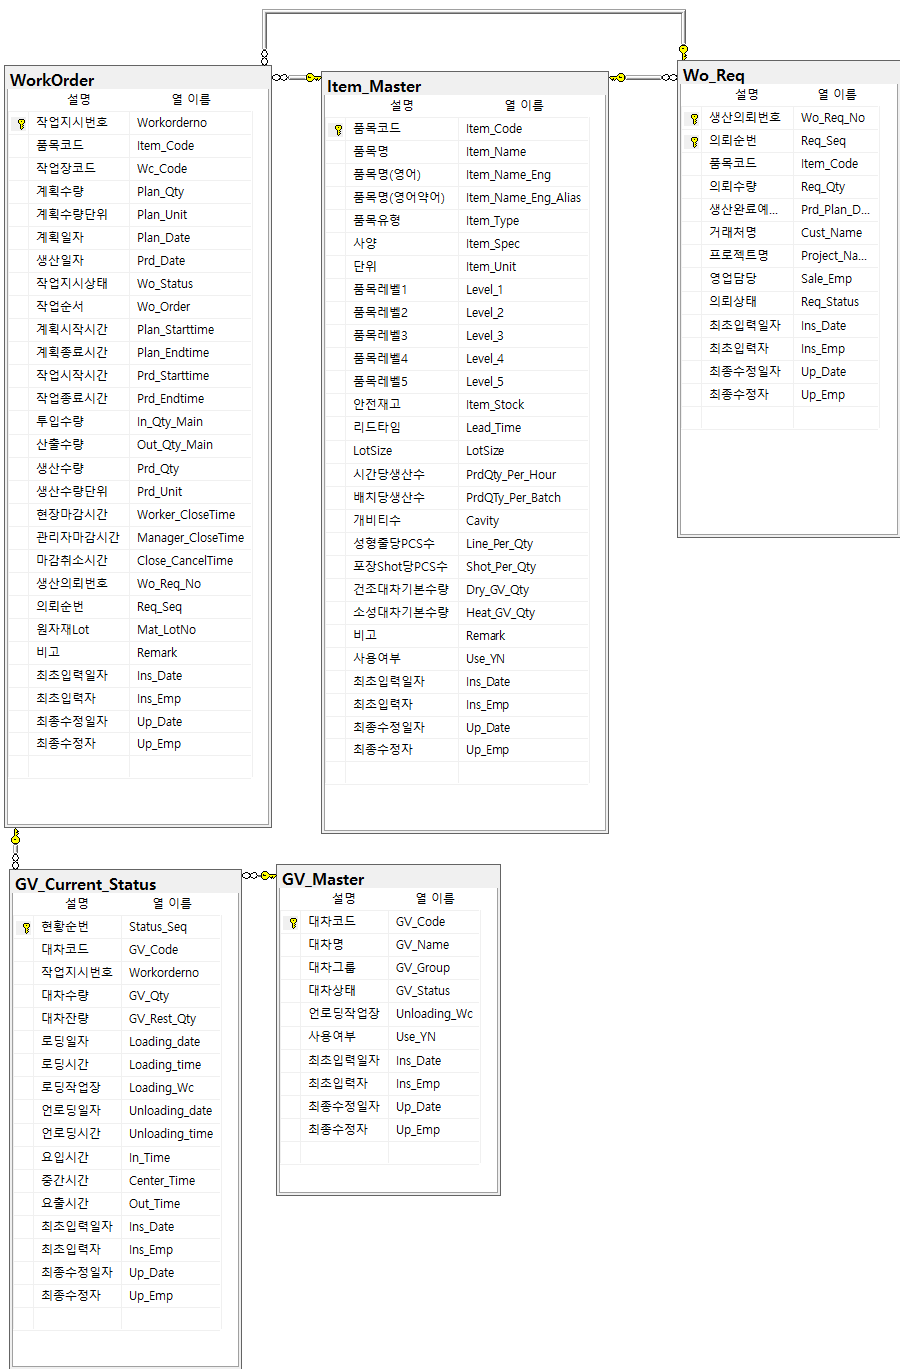 WorkOrder
설명 열 이름
작업지시번호 Workorderno
품목코드 Item_Code
작업장코드 Wc_Code
계획수량 Plan_Qty
계획수량단위 Plan_Unit
계획일자 Plan_Date
생산일자 Prd_Date
작업지시상태 Wo_Status
작업순서 Wo_Order
계획시작시간 Plan_Starttime
계획종료시간 Plan_Endtime
작업시작시간 Prd_Starttime
작업종료시간 Prd_Endtime
투입수량 In_Qty_Main
산출수량 Out_Qty_Main
생산수량 Prd_Qty
생산수량단위 Prd_Unit
현장마감시간 Worker_CloseTime
관리자마감시간 Manager_CloseTime
마감취소시간 Close_CancelTime
생산의뢰번호 Wo_Req_No
의뢰순번 Req_Seq
원자재Lot Mat_LotNo
비고 Remark
최초입력일자 Ins_Date
최초입력자 Ins_Emp
최종수정일자 Up_Date
최종수정자 Up_Emp
Item_Master
설명 열 이름
품목코드 Item_Code
품목명 Item_Name
품목명(영어) Item_Name_Eng
품목명(영어약어) Item_Name_Eng_Alias
품목유형 Item_Type
사양 Item_Spec
단위 Item_Unit
품목레벨1 Level_1
품목레벨2 Level_2
품목레벨3 Level_3
품목레벨4 Level_4
품목레벨5 Level_5
안전재고 Item_Stock
리드타임 Lead_Time
LotSize LotSize
시간당생산수 PrdQty_Per_Hour
배치당생산수 PrdQTy_Per_Batch
개비티수 Cavity
성형줄당PCS수 Line_Per_Qty
포장Shot당PCS수 Shot_Per_Qty
건조대차기본수량 Dry_GV_Qty
소성대차기본수량 Heat_GV_Qty
비고 Remark
사용여부 Use_YN
최초입력일자 Ins_Date
최초입력자 Ins_Emp
최종수정일자 Up_Date
최종수정자 Up_Emp
Wo_Req
설명 열 이름
생산의뢰번호 Wo_Req_No
의뢰순번 Req_Seq
품목코드 Item_Code
의뢰수량 Req_Qty
생산완료예... Prd_Plan_D...
거래처명 Cust_Name
프로젝트명 Project_Na...
영업담당 Sale_Emp
의뢰상태 Req_Status
최초입력일자 Ins_Date
최초입력자 Ins_Emp
최종수정일자 Up_Date
최종수정자 Up_Emp
GV_Current_Status
설명 열 이름
현황순번 Status_Seq
대차코드 GV_Code
작업지시번호 Workorderno
대차수량 GV_Qty
대차잔량 GV_Rest_Qty
로딩일자 Loading_date
로딩시간 Loading_time
로딩작업장 Loading_Wc
언로딩일자 Unloading_date
언로딩시간 Unloading_time
요입시간 In_Time
중간시간 Center_Time
요출시간 Out_Time
최초입력일자 Ins_Date
최초입력자 Ins_Emp
최종수정일자 Up_Date
최종수정자 Up_Emp
GV_Master
설명 열 이름
대차코드 GV_Code
대차명 GV_Name
대차그룹 GV_Group
대차상태 GV_Status
언로딩작업장 Unloading_Wc
사용여부 Use_YN
최초입력일자 Ins_Date
최초입력자 Ins_Emp
최종수정일자 Up_Date
최종수정자 Up_Emp